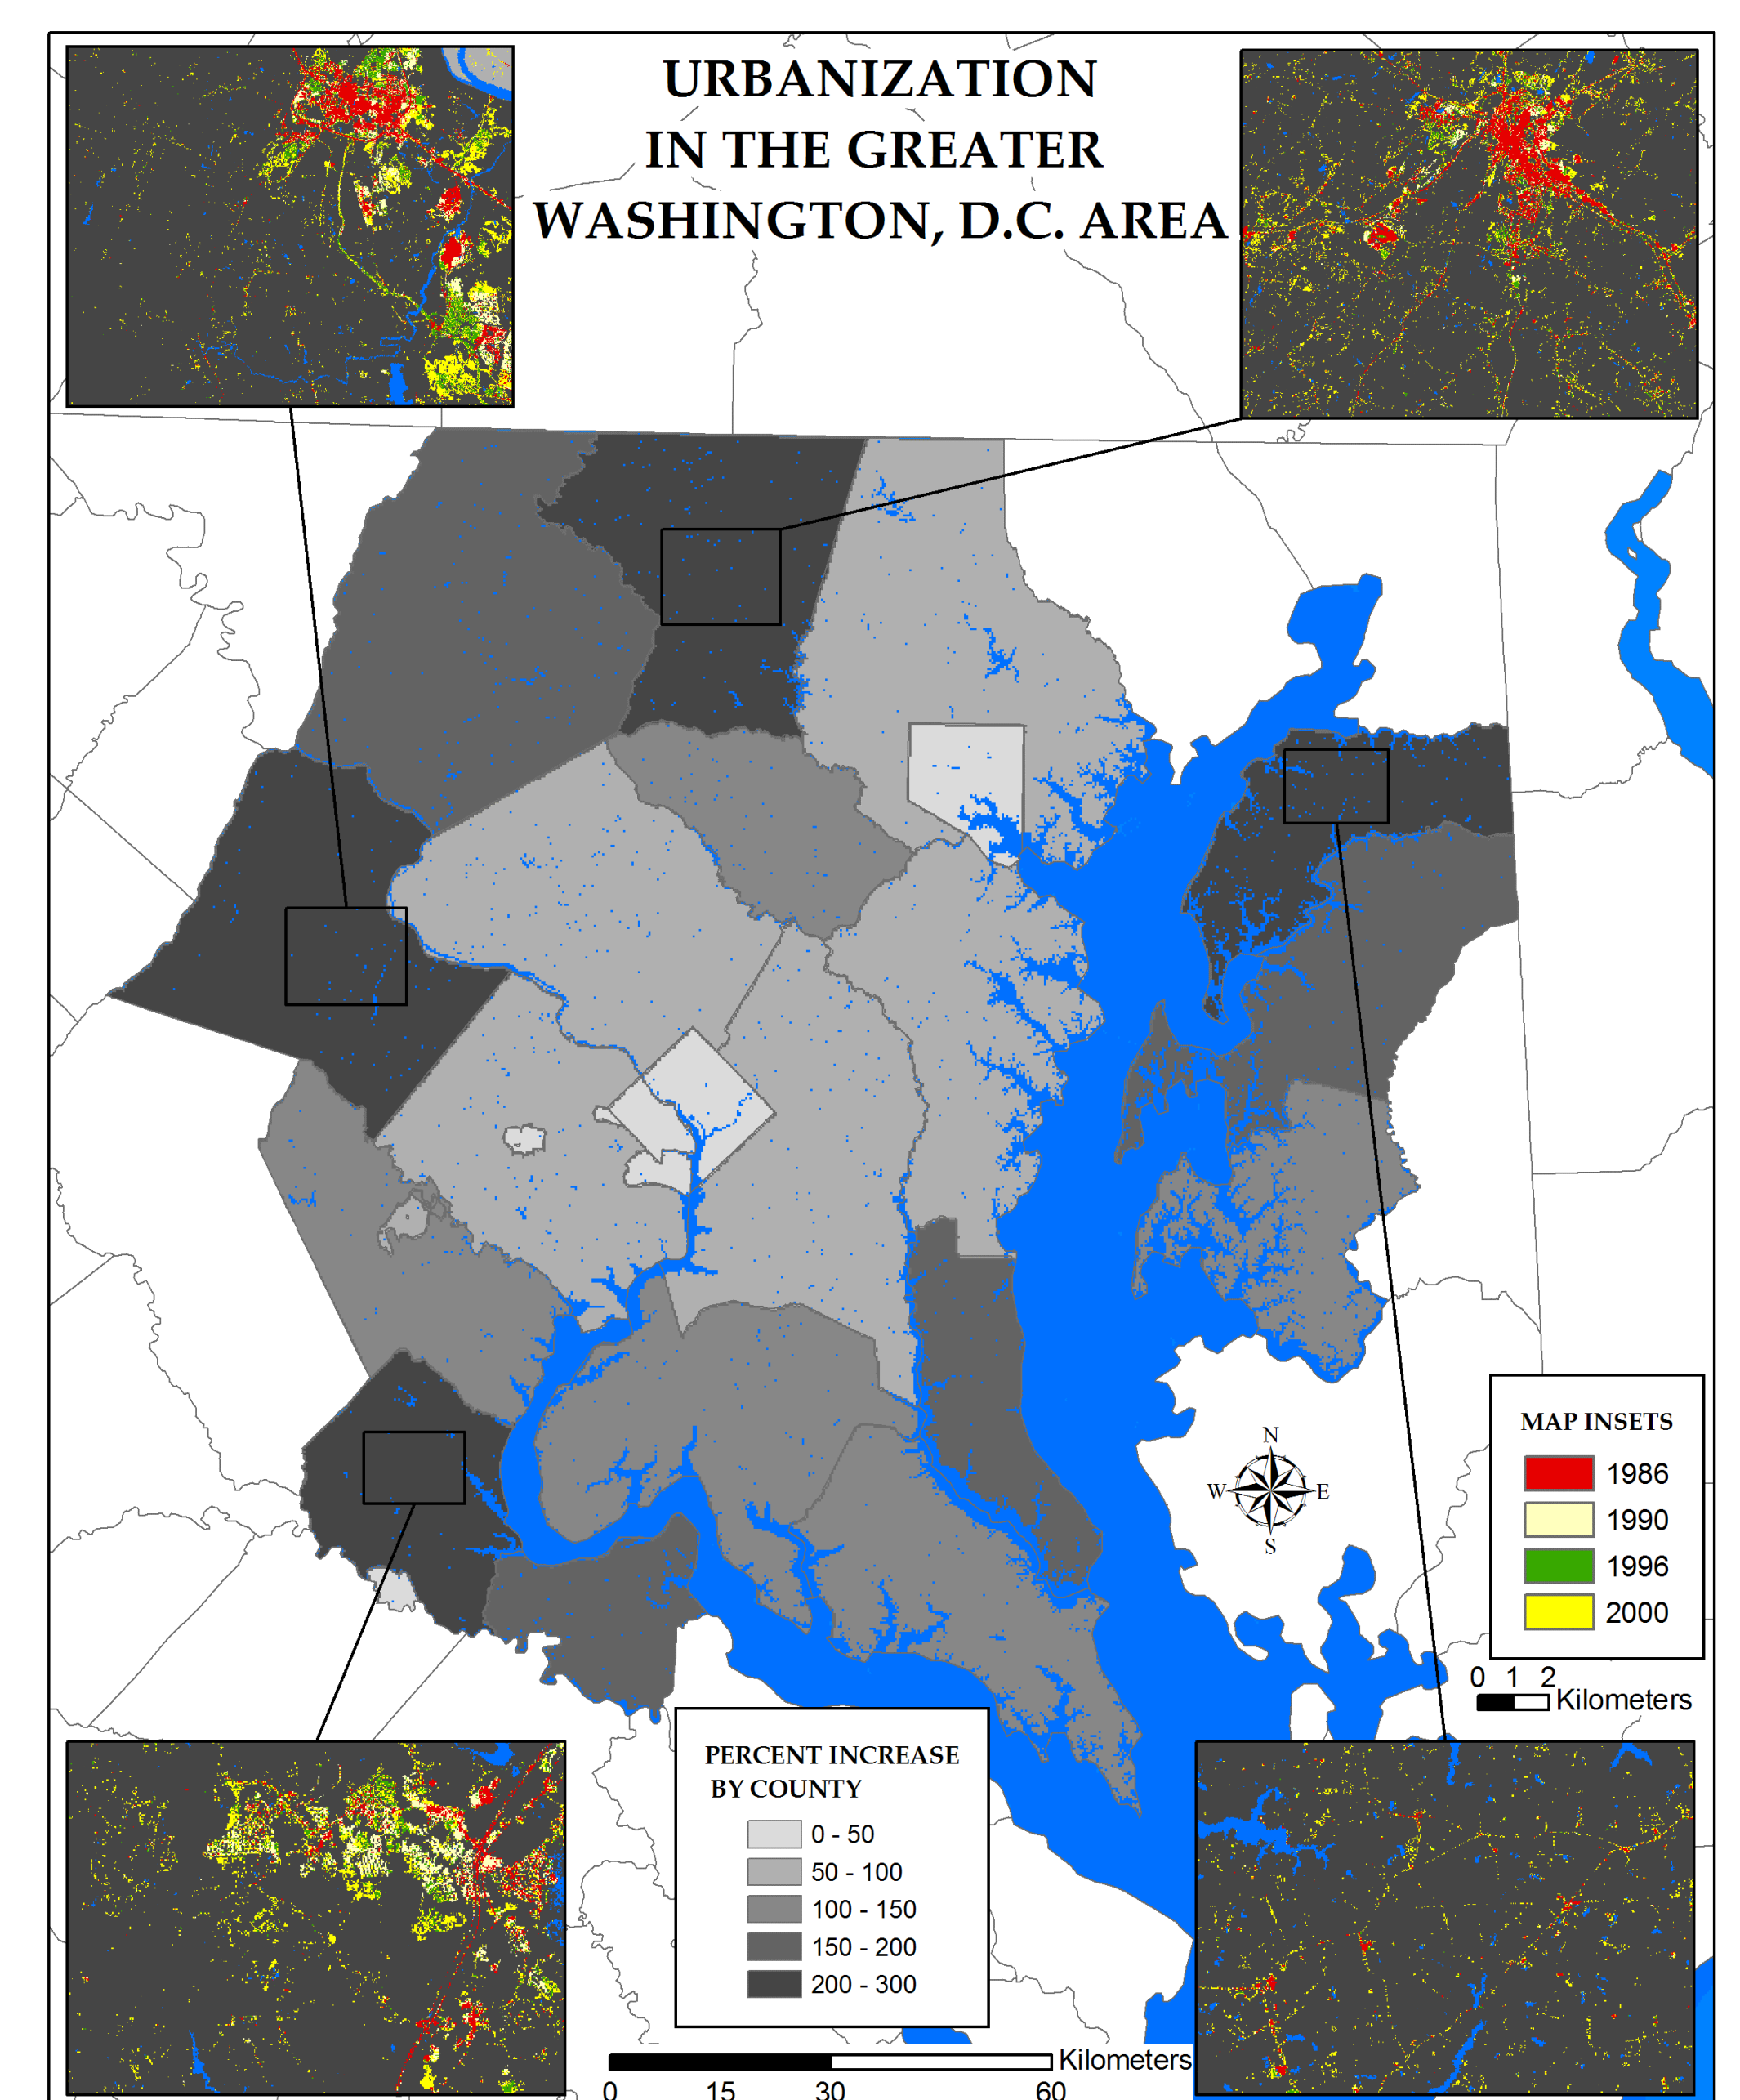 URBANIZATION
IN THE GREATER
WASHINGTON, D.C. AREA
N
W
E
S
MAP INSETS
1986
1990
1996
2000
0 1 2
Kilometers
PERCENT INCREASE
BY COUNTY
0 - 50
50 - 100
100 - 150
150 - 200
200 - 300
Kilometers
0 15 30 60